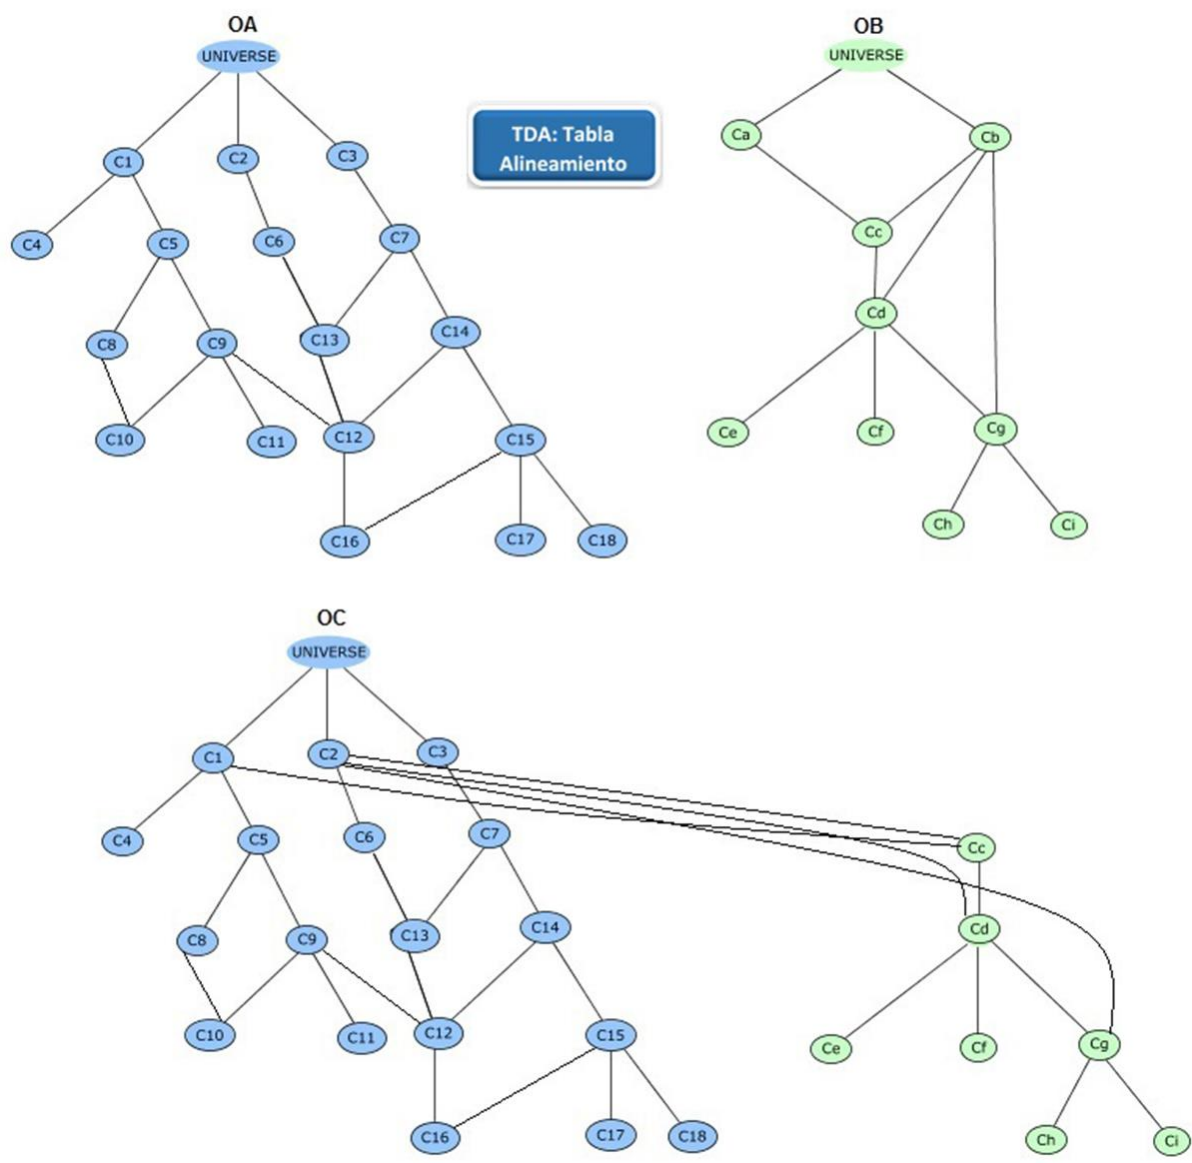 OA
UNIVERSE
C1
C2
C3
C4
C5
C6
C7
C8
C9
C13
C14
C10
C11
C12
C15
C16
C17
C18
TDA: Tabla
Alineamiento
OB
UNIVERSE
Ca
Cb
Cc
Cd
Ce
Cf
Cg
Ch
Ci
OC
UNIVERSE
C1
C2
C3
C4
C5
C6
C7
C8
C9
C13
C14
C10
C11
C12
C15
C16
C17
C18
Cc
Cd
Ce
Cf
Cg
Ch
Ci